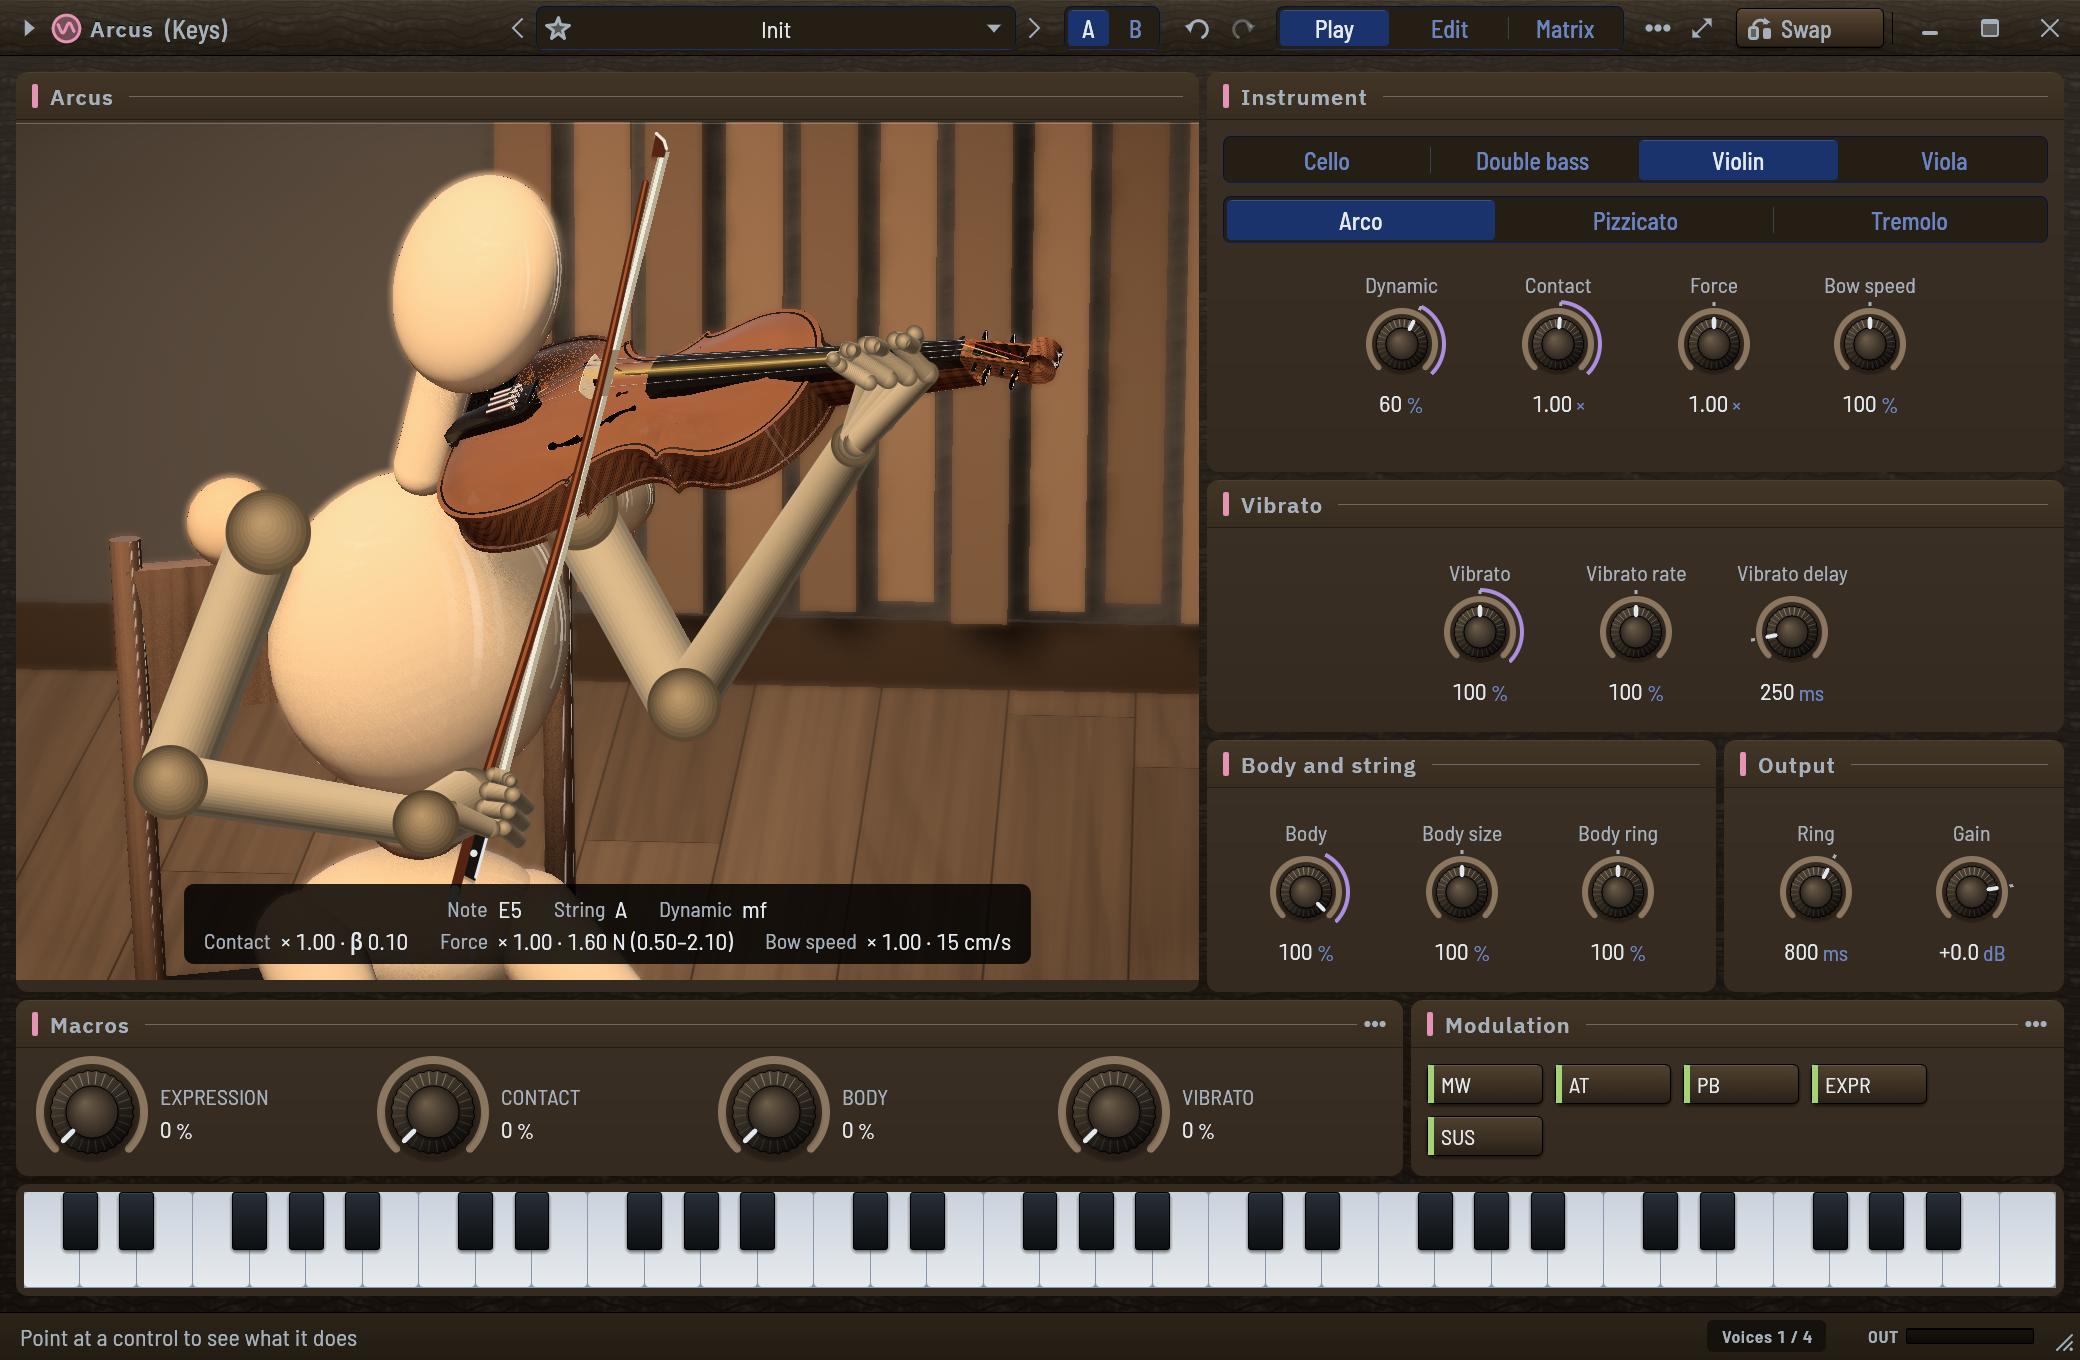 Arcus (Keys)
Init
A B
Play Edit Matrix
Swap
Arcus
Instrument
Cello Double bass Violin Viola
Arco Pizzicato Tremolo
Dynamic Contact Force Bow speed
60 % 1.00 × 1.00 × 100 %
Vibrato
Vibrato Vibrato rate Vibrato delay
100 % 100 % 250 ms
Body and string
Output
Body Body size Body ring Ring Gain
100 % 100 % 100 % 800 ms +0.0 dB
Note E5 String A Dynamic mf
Contact × 1.00 · β 0.10 Force × 1.00 · 1.60 N (0.50–2.10) Bow speed × 1.00 · 15 cm/s
Macros
EXPRESSION
0 %
CONTACT
0 %
BODY
0 %
VIBRATO
0 %
Modulation
MW AT PB EXPR
SUS
Point at a control to see what it does
Voices 1 / 4 OUT